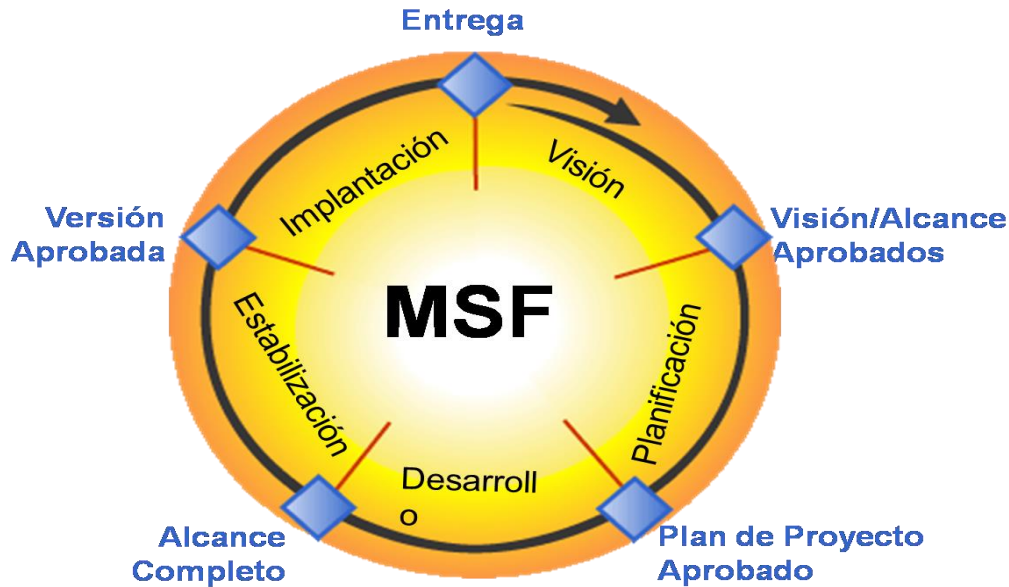 Entrega
Visión
Visión/Alcance
Aprobados
Planificación
Plan de Proyecto
Aprobado
Desarroll
o
Alcance
Completo
Estabilización
Versión
Aprobada
Implantación
MSF